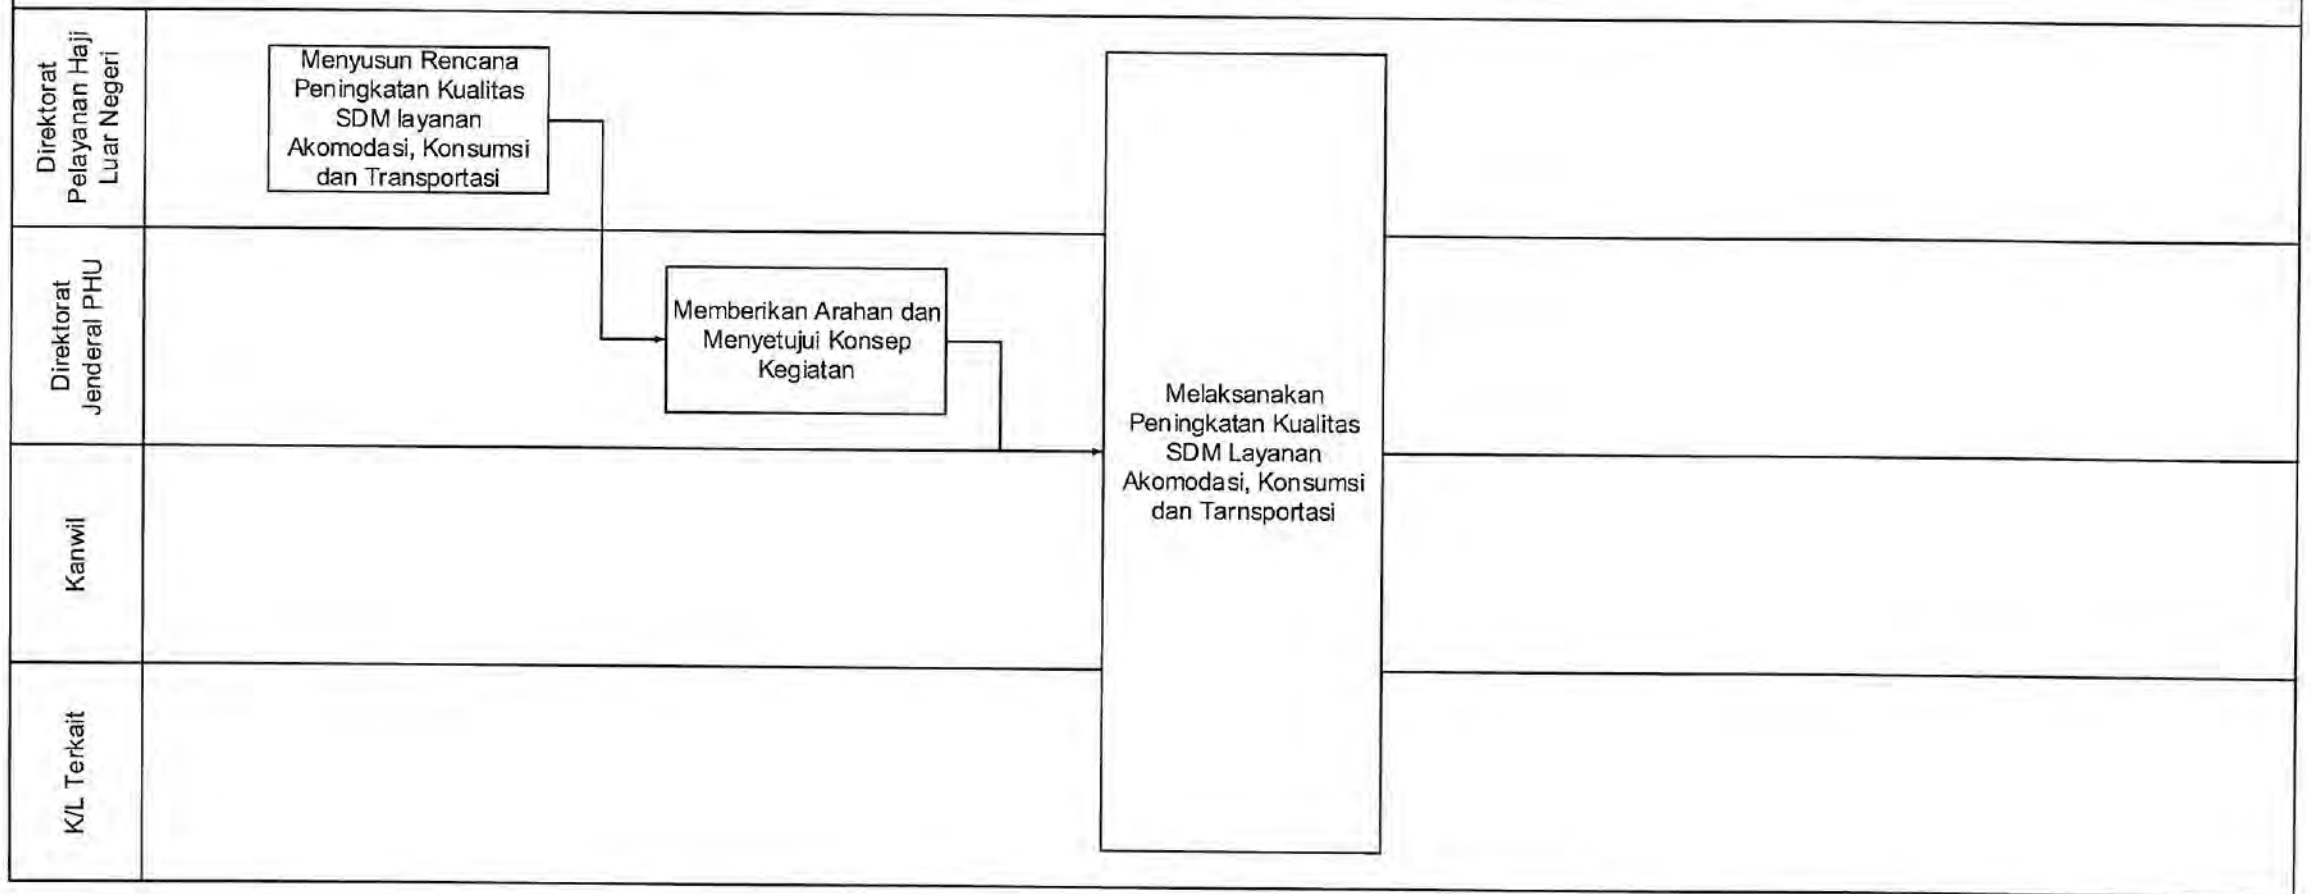 Direktorat
Pelayanan Haji
Luar Negeri
Menyusun Rencana
Peningkatan Kualitas
SDM layanan
Akomodasi, Konsumsi
dan Transportasi
Direktorat
Jenderal PHU
Memberikan Arahan dan
Menyetujui Konsep
Kegiatan
Melaksanakan
Peningkatan Kualitas
SDM Layanan
Akomodasi, Konsumsi
dan Tarnsportasi
Kanwil
K/L Terkait